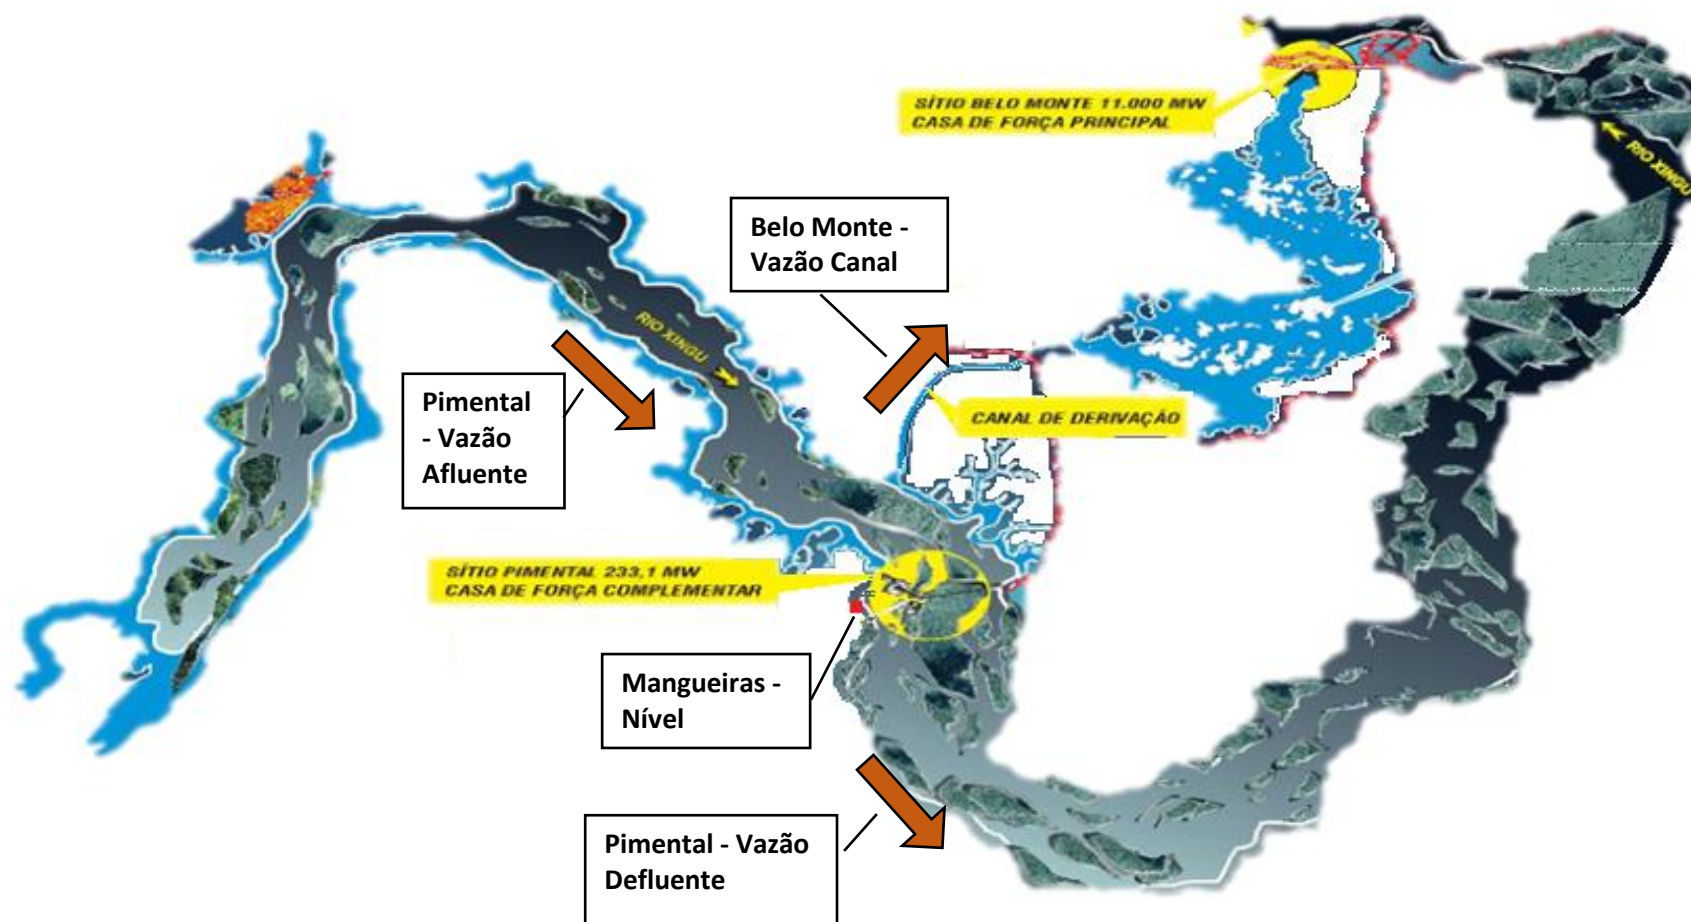 SÍTIO BELO MONTE 11.000 MW
CASA DE FORÇA PRINCIPAL
RIO XINGU
Belo Monte -
Vazão Canal
RIO XINGU
Pimental
- Vazão
Afluente
CANAL DE DERIVAÇÃO
SÍTIO PIMENTAL 233,1 MW
CASA DE FORÇA COMPLEMENTAR
Mangueiras -
Nível
Pimental - Vazão
Defluente